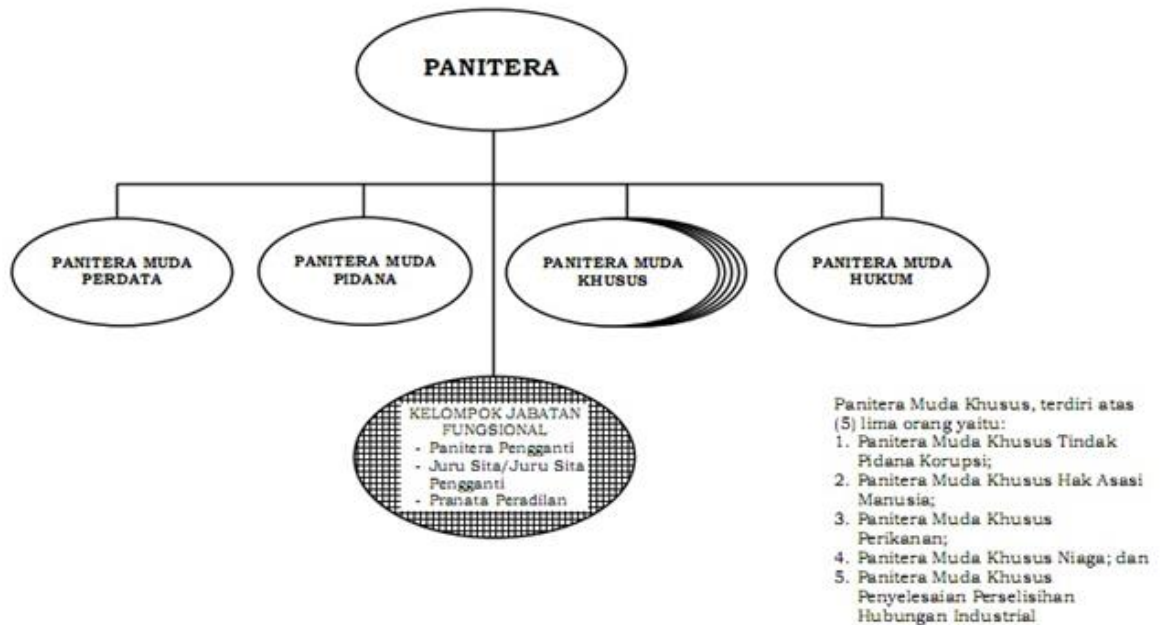 PANITERA
PANITERA MUDA
PERDATA
PANITERA MUDA
PIDANA
PANITERA MUDA
KHUSUS
PANITERA MUDA
HUKUM
KELOMPOK JABATAN
FUNGSIONAL
- Panitera Pengganti
- Juru Sita/Juru Sita
Pengganti
- Pranata Peradilan
Panitera Muda Khusus, terdiri atas
(5) lima orang yaitu:
1. Panitera Muda Khusus Tindak
Pidana Korupsi;
2. Panitera Muda Khusus Hak Asasi
Manusia;
3. Panitera Muda Khusus
Perikanan;
4. Panitera Muda Khusus Niaga; dan
5. Panitera Muda Khusus
Penyelesaian Perselisihan
Hubungan Industrial